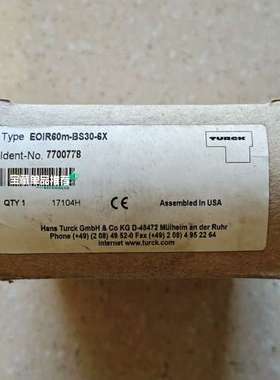 Type EOIR60m-BS30-6X
TURCK
Ident-No. 7700778
QTY 1 17104H CE Assembled in USA
Hans Turck GmbH & Co KG D-45472 Mülheim an der Ruhr
Phone (+49) (2 08) 49 52-0 Fax (+49) 2 08) 4 95 22 64
internet www.turck.com